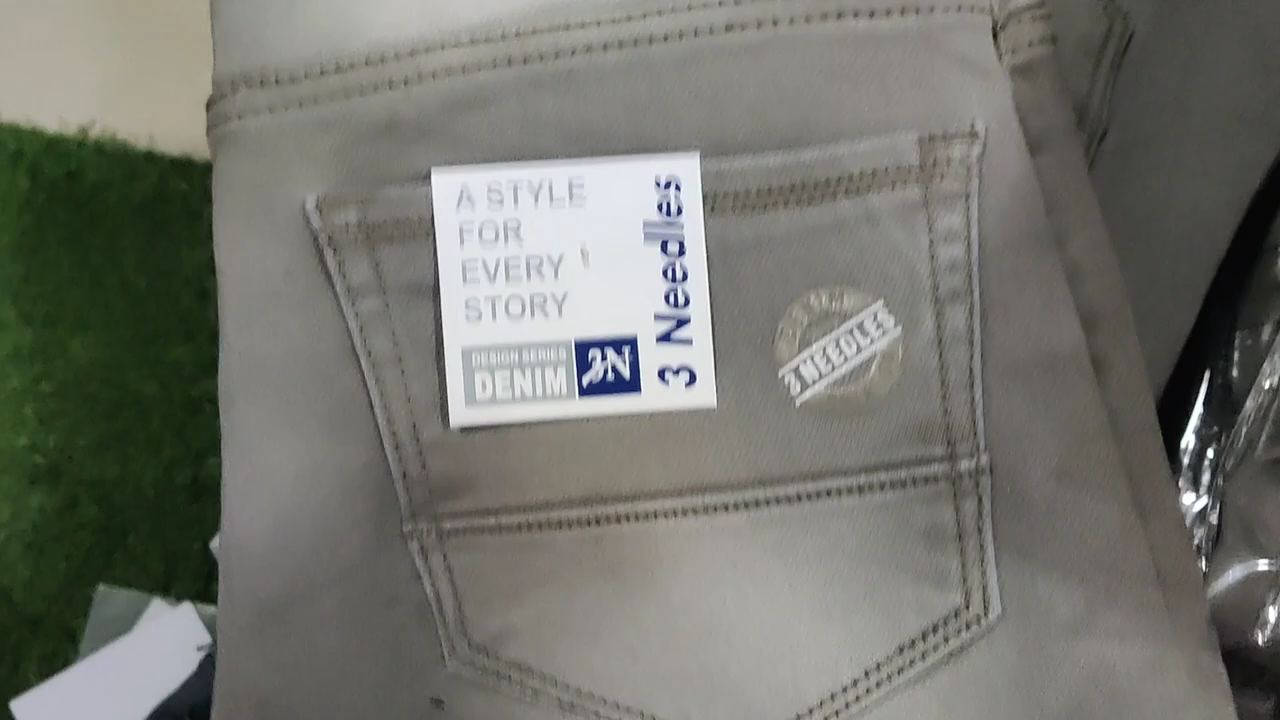 A STYLE
FOR
EVERY
STORY
DESIGN SERIES
DENIM
3N
3 Needles
3 NEEDLES